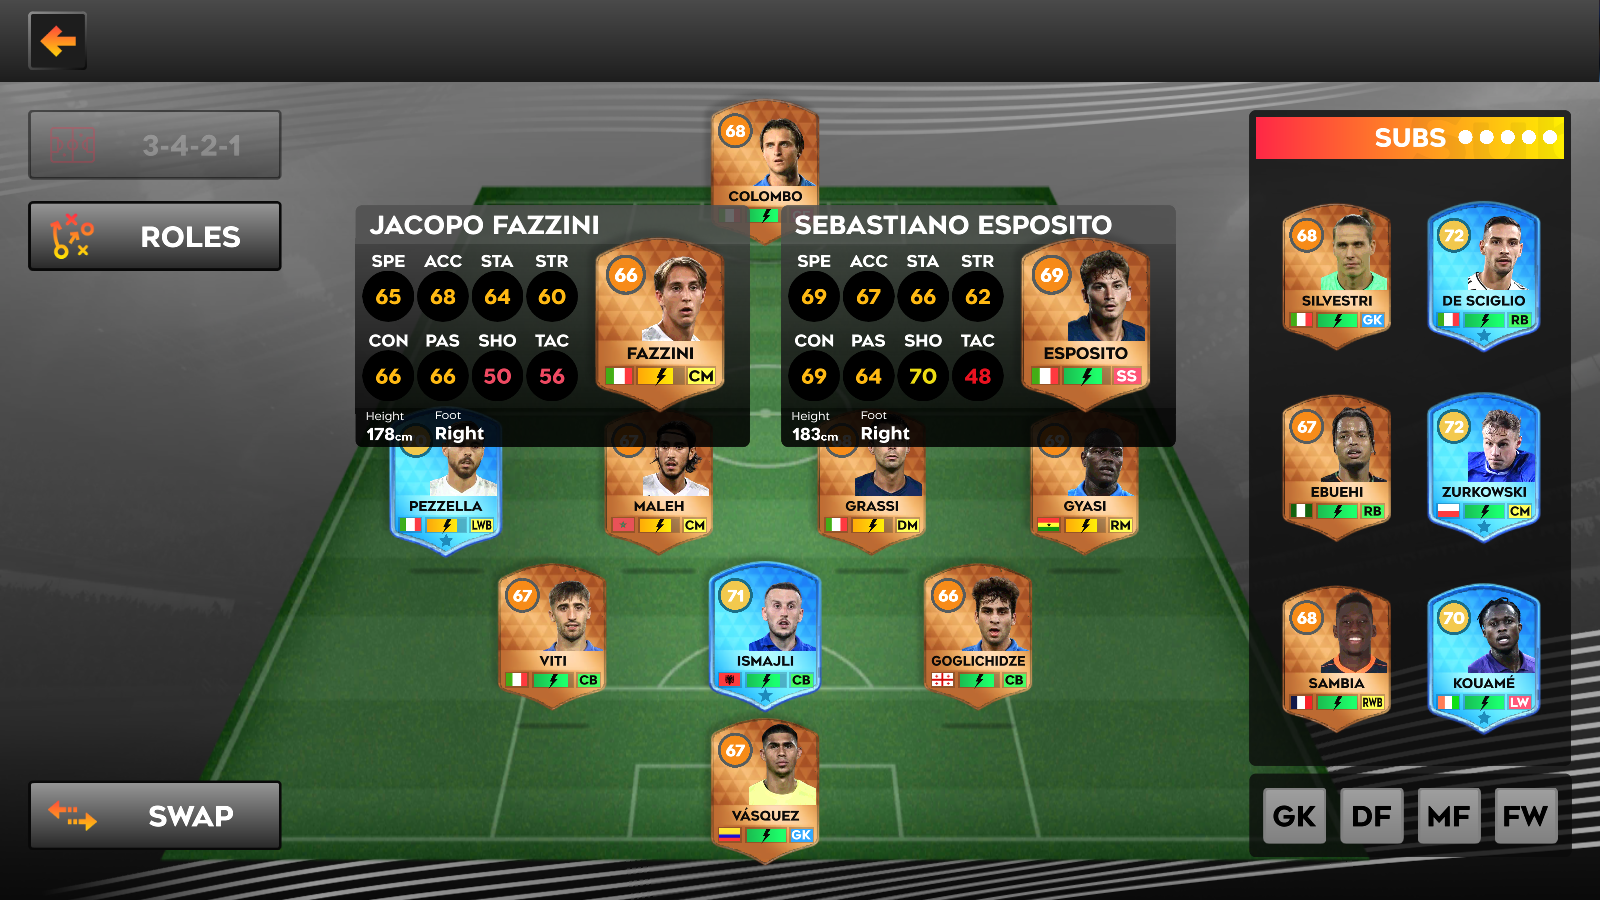 3-4-2-1
ROLES
SWAP
68
COLOMBO
JACOPO FAZZINI
SPE ACC STA STR
65 68 64 60
CON PAS SHO TAC
66 66 50 56
Height Foot
178cm Right
66
FAZZINI
CM
SEBASTIANO ESPOSITO
SPE ACC STA STR
69 67 66 62
CON PAS SHO TAC
69 64 70 48
Height Foot
183cm Right
69
ESPOSITO
SS
PEZZELLA
LWB
67
MALEH
CM
GRASSI
DM
69
GYASI
RM
67
VITI
CB
71
ISMAJLI
CB
66
GOGLICHIDZE
CB
67
VÁSQUEZ
GK
SUBS
68
SILVESTRI
GK
72
DE SCIGLIO
RB
67
EBUEHI
RB
72
ZURKOWSKI
CM
68
SAMBIA
RWB
70
KOUAMÉ
LW
GK DF MF FW